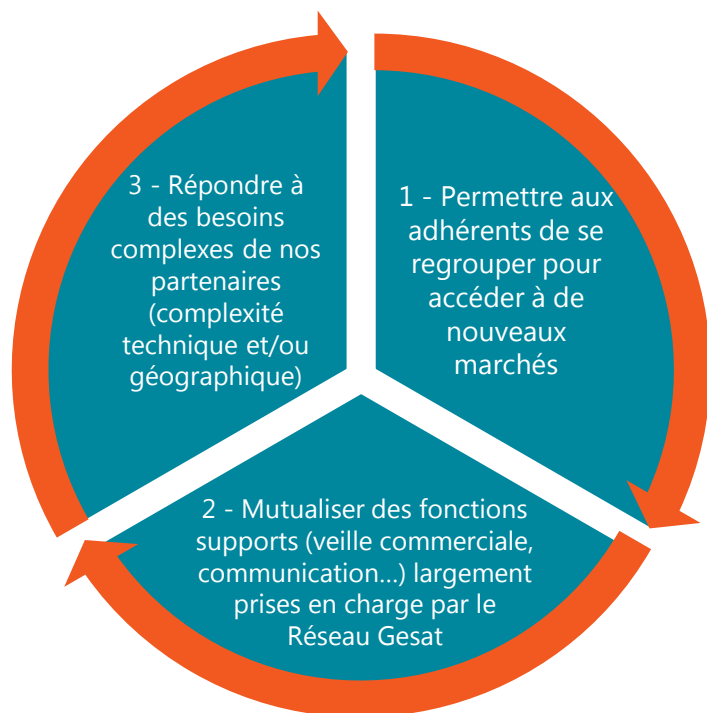 1 - Permettre aux
adhérents de se
regrouper pour
accéder à de
nouveaux
marchés
2 - Mutualiser des fonctions
supports (veille commerciale,
communication...) largement
prises en charge par le
Réseau Gesat
3 - Répondre à
des besoins
complexes de nos
partenaires
(complexité
technique et/ou
géographique)